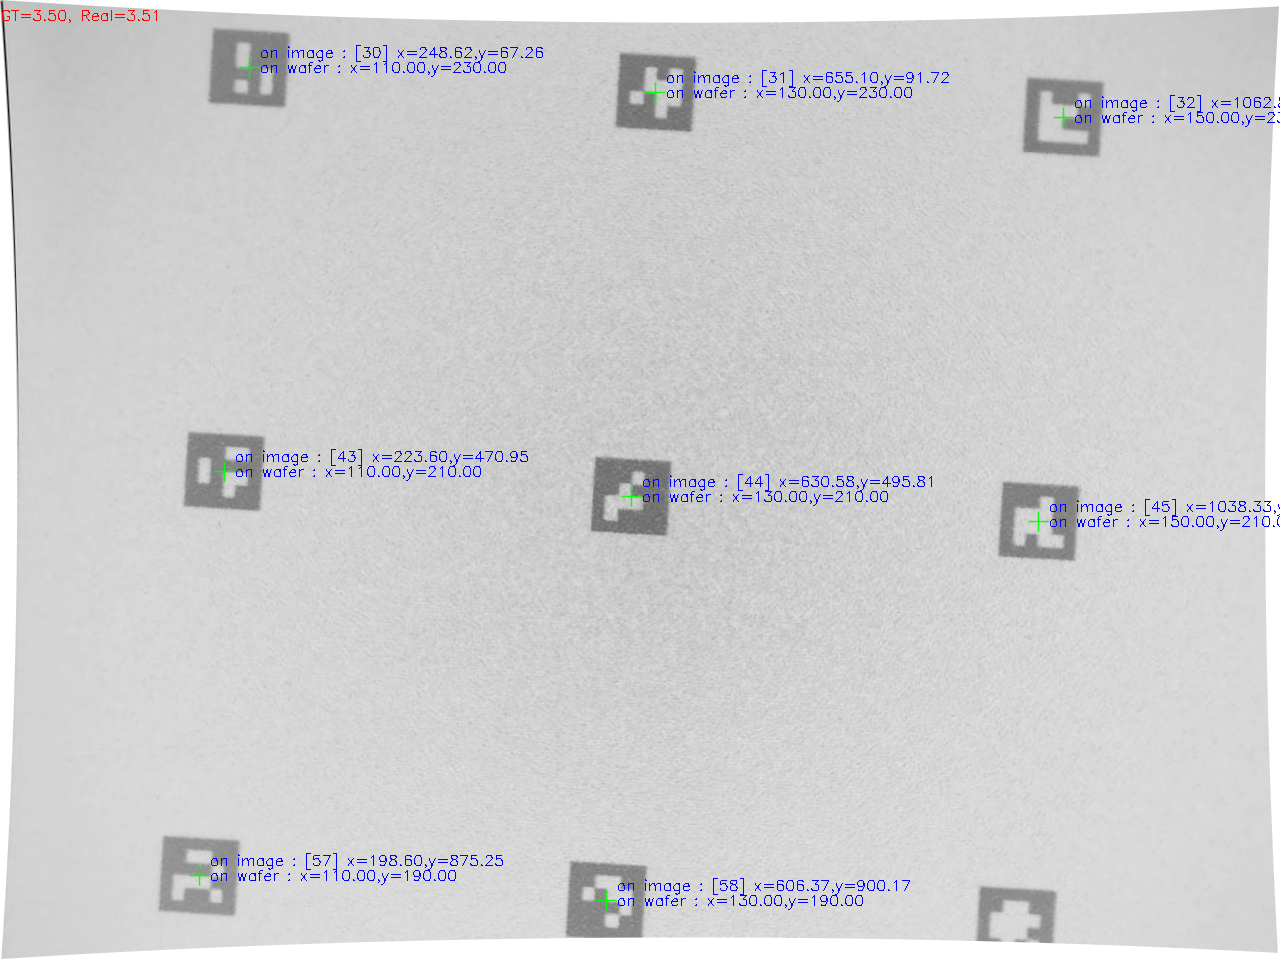 GT=3.50, Real=3.51
on image : [30] x=248.62,y=67.26
on wafer : x=110.00,y=230.00
on image : [31] x=655.10,y=91.72
on wafer : x=130.00,y=230.00
on image : [32] x=1062.
on wafer : x=150.00,y=23
on image : [43] x=223.60,y=470.95
on wafer : x=110.00,y=210.00
on image : [44] x=630.58,y=495.81
on wafer : x=130.00,y=210.00
on image : [45] x=1038.33,
on wafer : x=150.00,y=210.0
on image : [57] x=198.60,y=875.25
on wafer : x=110.00,y=190.00
on image : [58] x=606.37,y=900.17
on wafer : x=130.00,y=190.00